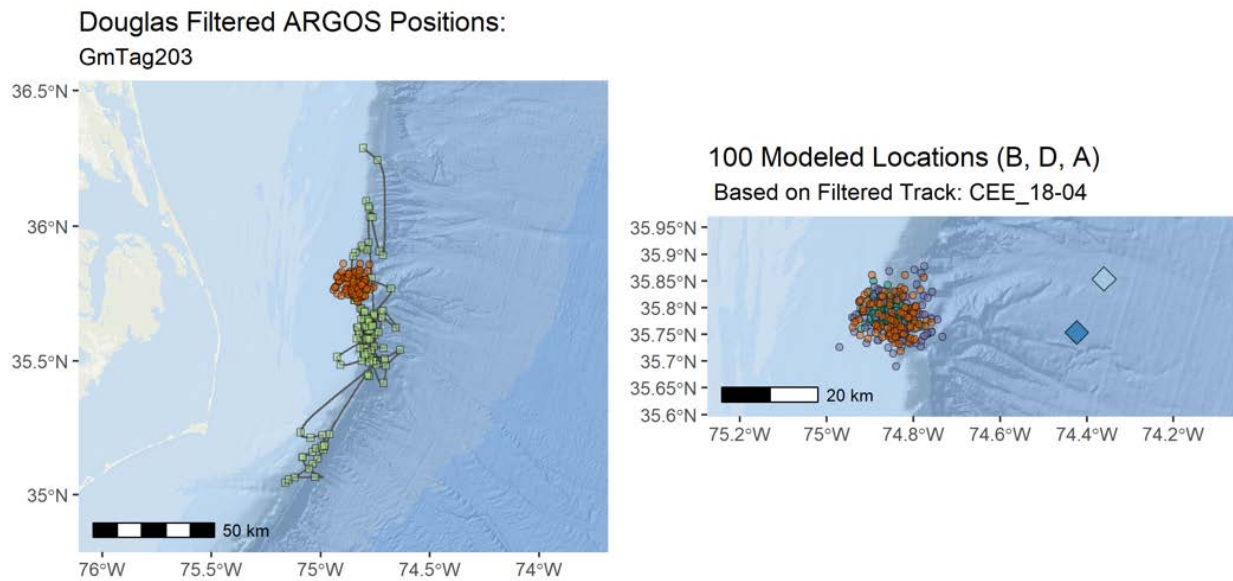 Douglas Filtered ARGOS Positions:
GmTag203
36.5°N
36°N
35.5°N
35°N
50 km
76°W
75.5°W
75°W
74.5°W
74°W
100 Modeled Locations (B, D, A)
Based on Filtered Track: CEE_18-04
35.95°N
35.9°N
35.85°N
35.8°N
35.75°N
35.7°N
35.65°N
35.6°N
20 km
75.2°W
75°W
74.8°W
74.6°W
74.4°W
74.2°W